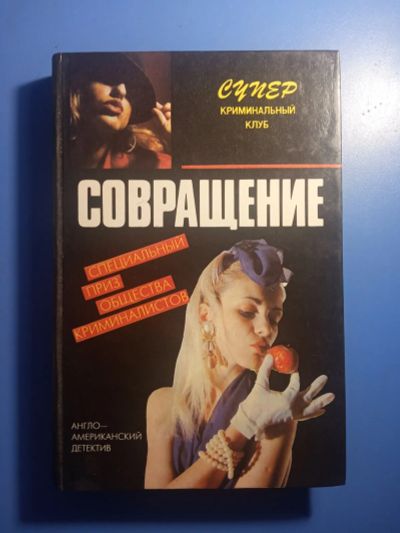 СУПЕР
КРИМИНАЛЬНЫЙ
КЛУБ
СОВРАЩЕНИЕ
СПЕЦИАЛЬНЫЙ
ПРИЗ
ОБЩЕСТВА
КРИМИНАЛИСТОВ
АНГЛО—
АМЕРИКАНСКИЙ
ДЕТЕКТИВ